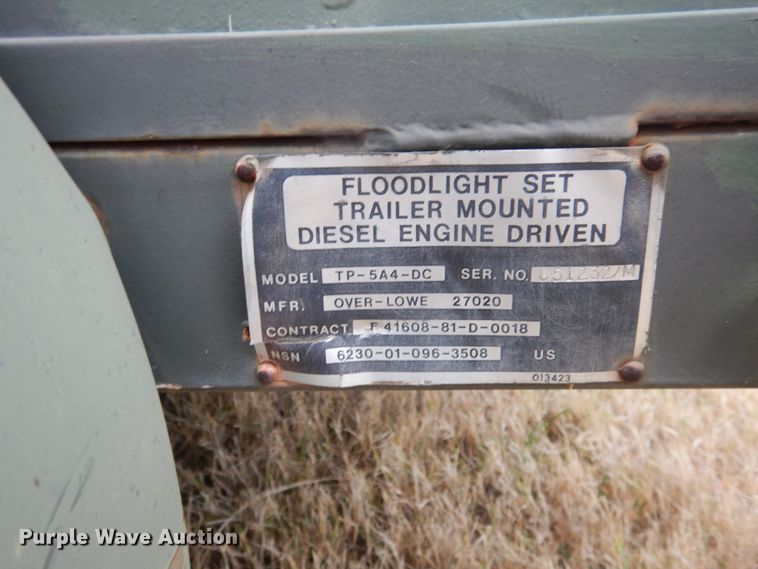 FLOODLIGHT SET
TRAILER MOUNTED
DIESEL ENGINE DRIVEN
MODEL TP-5A4-DC SER. NO. 851232/M
MFR. OVER-LOWE 27020
CONTRACT F 41608-81-D-0018
NSN 6230-01-096-3508 US
013423
Purple Wave Auction